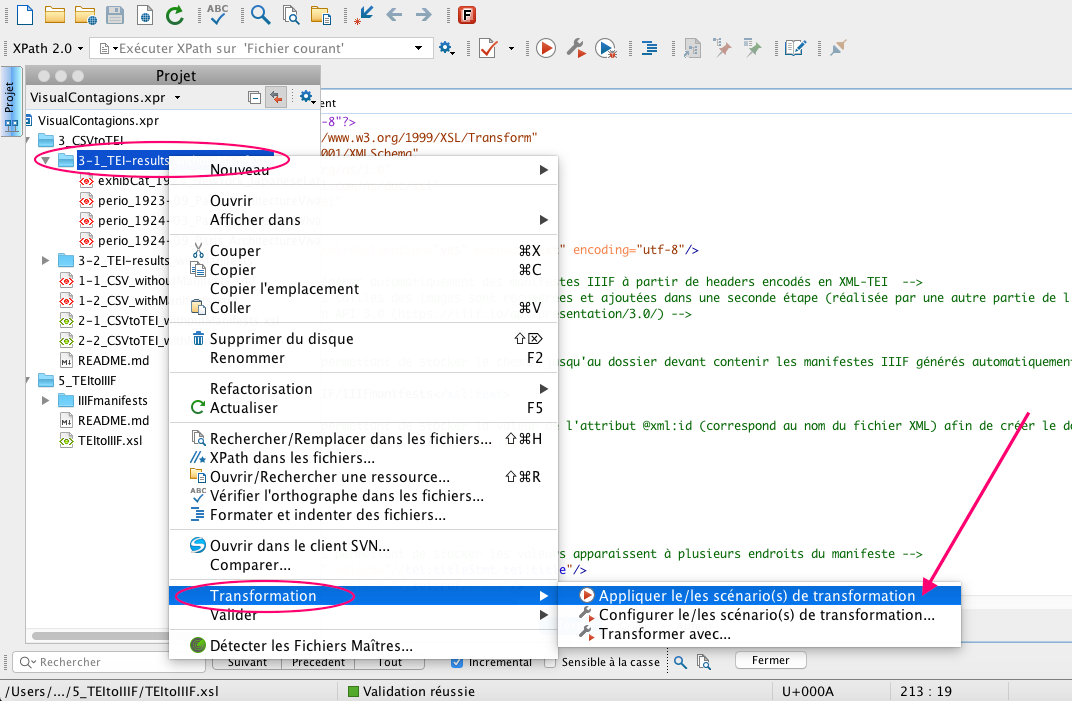 ABC
F
XPath 2.0
Exécuter XPath sur 'Fichier courant'
Projet
Projet
VisualContagions.xpr
ent
VisualContagions.xpr
-8"?>
3_CSVtoTEI
/www.w3.org/1999/XSL/Transform"
001/XMLSchema"
3-1_TEI-results
Nouveau
exhibCat_19
perio_1923-
Ouvrir
perio_1924-
Afficher dans
perio_1924-
3-2_TEI-results
Couper ⌘X
" encoding="utf-8"/>
1-1_CSV_without
Copier ⌘C
IIIF à partir de headers encodés en XML-TEI -->
Copier l'emplacement
1-2_CSV_withMa
es et ajoutées dans une seconde étape (réalisée par une autre partie de l
2-1_CSVtoTEI_w
Coller ⌘V
esentation/3.0/) -->
2-2_CSVtoTEI_w
Supprimer du disque ⇧⌦
README.md
Renommer F2
squ'au dossier devant contenir les manifestes IIIF générés automatiquemen
5_TEItoIIIF
Refactorisation
IIIFmanifests
Actualiser F5
README.md
l'attribut @xml:id (correspond au nom du fichier XML) afin de créer le d
TEItoIIIF.xsl
Rechercher/Remplacer dans les fichiers... ⇧⌘H
XPath dans les fichiers...
Ouvrir/Rechercher une ressource... ⇧⌘R
ABC
Vérifier l'orthographe dans les fichiers...
Formater et indenter des fichiers...
Ouvrir dans le client SVN...
s apparaissent à plusieurs endroits du manifeste -->
Comparer...
e"/>
Transformation
Appliquer le/les scénario(s) de transformation
Valider
Configurer le/les scénario(s) de transformation...
Transformer avec...
Détecter les Fichiers Maîtres...
Rechercher
Suivant
Précédent
Tout
Incrémental
Sensible à la casse
Fermer
/Users/.../5_TEItoIIIF/TEItoIIIF.xsl
Validation réussie
U+000A
213 : 19